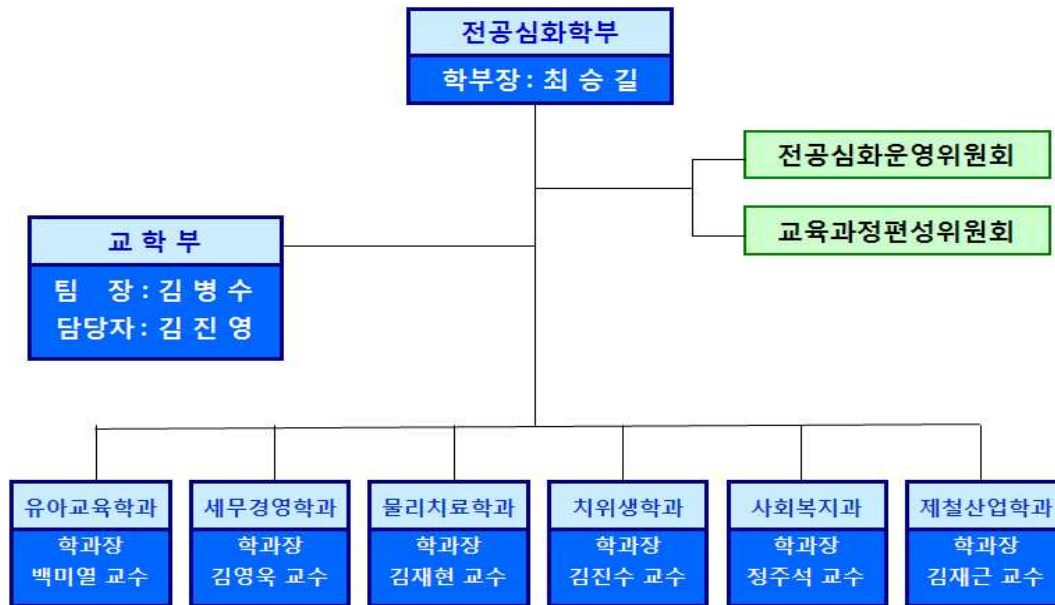 전공심화학부
학부장 : 최 승 길
전공심화운영위원회
교육과정편성위원회
교 학 부
팀 장 : 김 병 수
담당자 : 김 진 영
유아교육학과
학과장
백미열 교수
세무경영학과
학과장
김영욱 교수
물리치료학과
학과장
김재현 교수
치위생학과
학과장
김진수 교수
사회복지과
학과장
정주석 교수
제철산업학과
학과장
김재근 교수